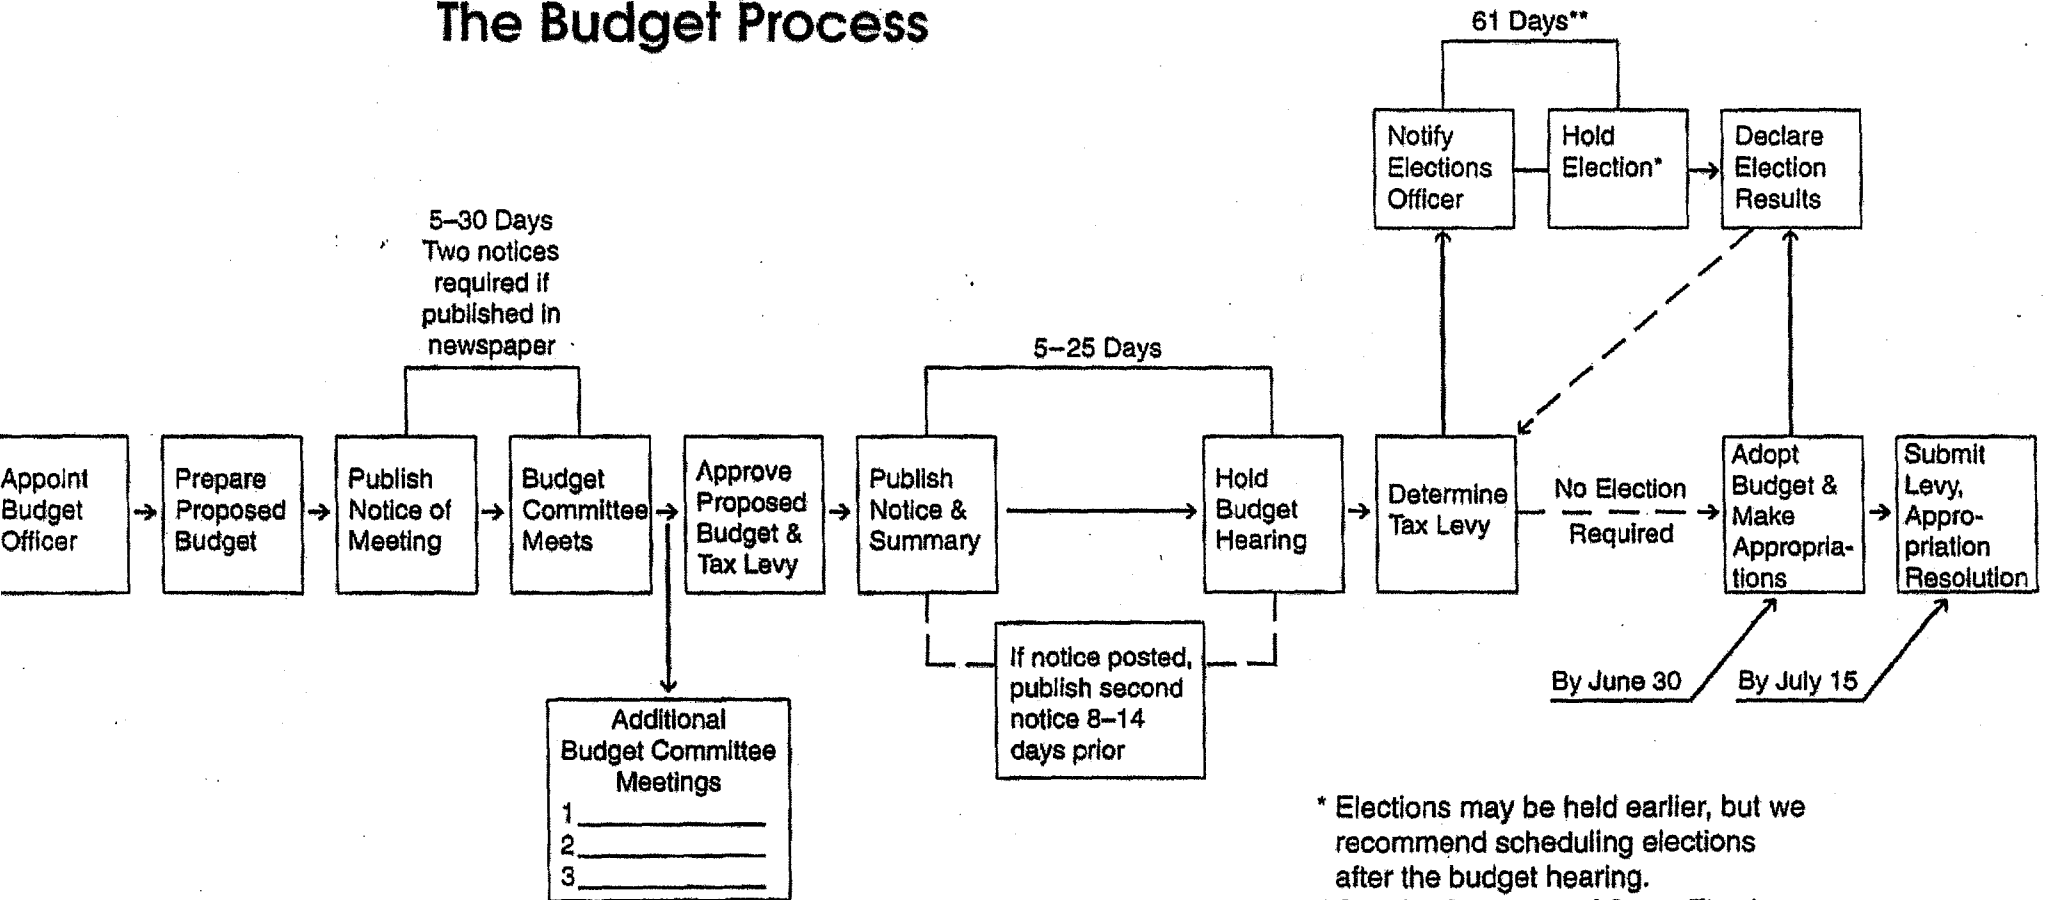 The Budget Process
61 Days**
Notify
Elections
Officer
Hold
Election*
Declare
Election
Results
5–30 Days
Two notices
required if
published in
newspaper
5–25 Days
Appoint
Budget
Officer
Prepare
Proposed
Budget
Publish
Notice of
Meeting
Budget
Committee
Meets
Approve
Proposed
Budget &
Tax Levy
Publish
Notice &
Summary
Hold
Budget
Hearing
Determine
Tax Levy
No Election
Required
Adopt
Budget &
Make
Appropria-
tions
Submit
Levy,
Appro-
priation
Resolution
By June 30
By July 15
If notice posted,
publish second
notice 8–14
days prior
Additional
Budget Committee
Meetings
1
2
3
* Elections may be held earlier, but we
recommend scheduling elections
after the budget hearing.